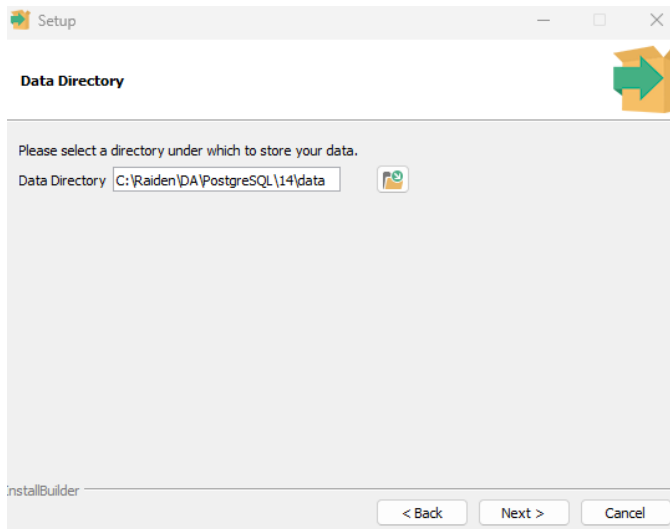 Setup
Data Directory
Please select a directory under which to store your data.
Data Directory C:\Raiden\DA\PostgreSQL\14\data
InstallBuilder
< Back Next > Cancel